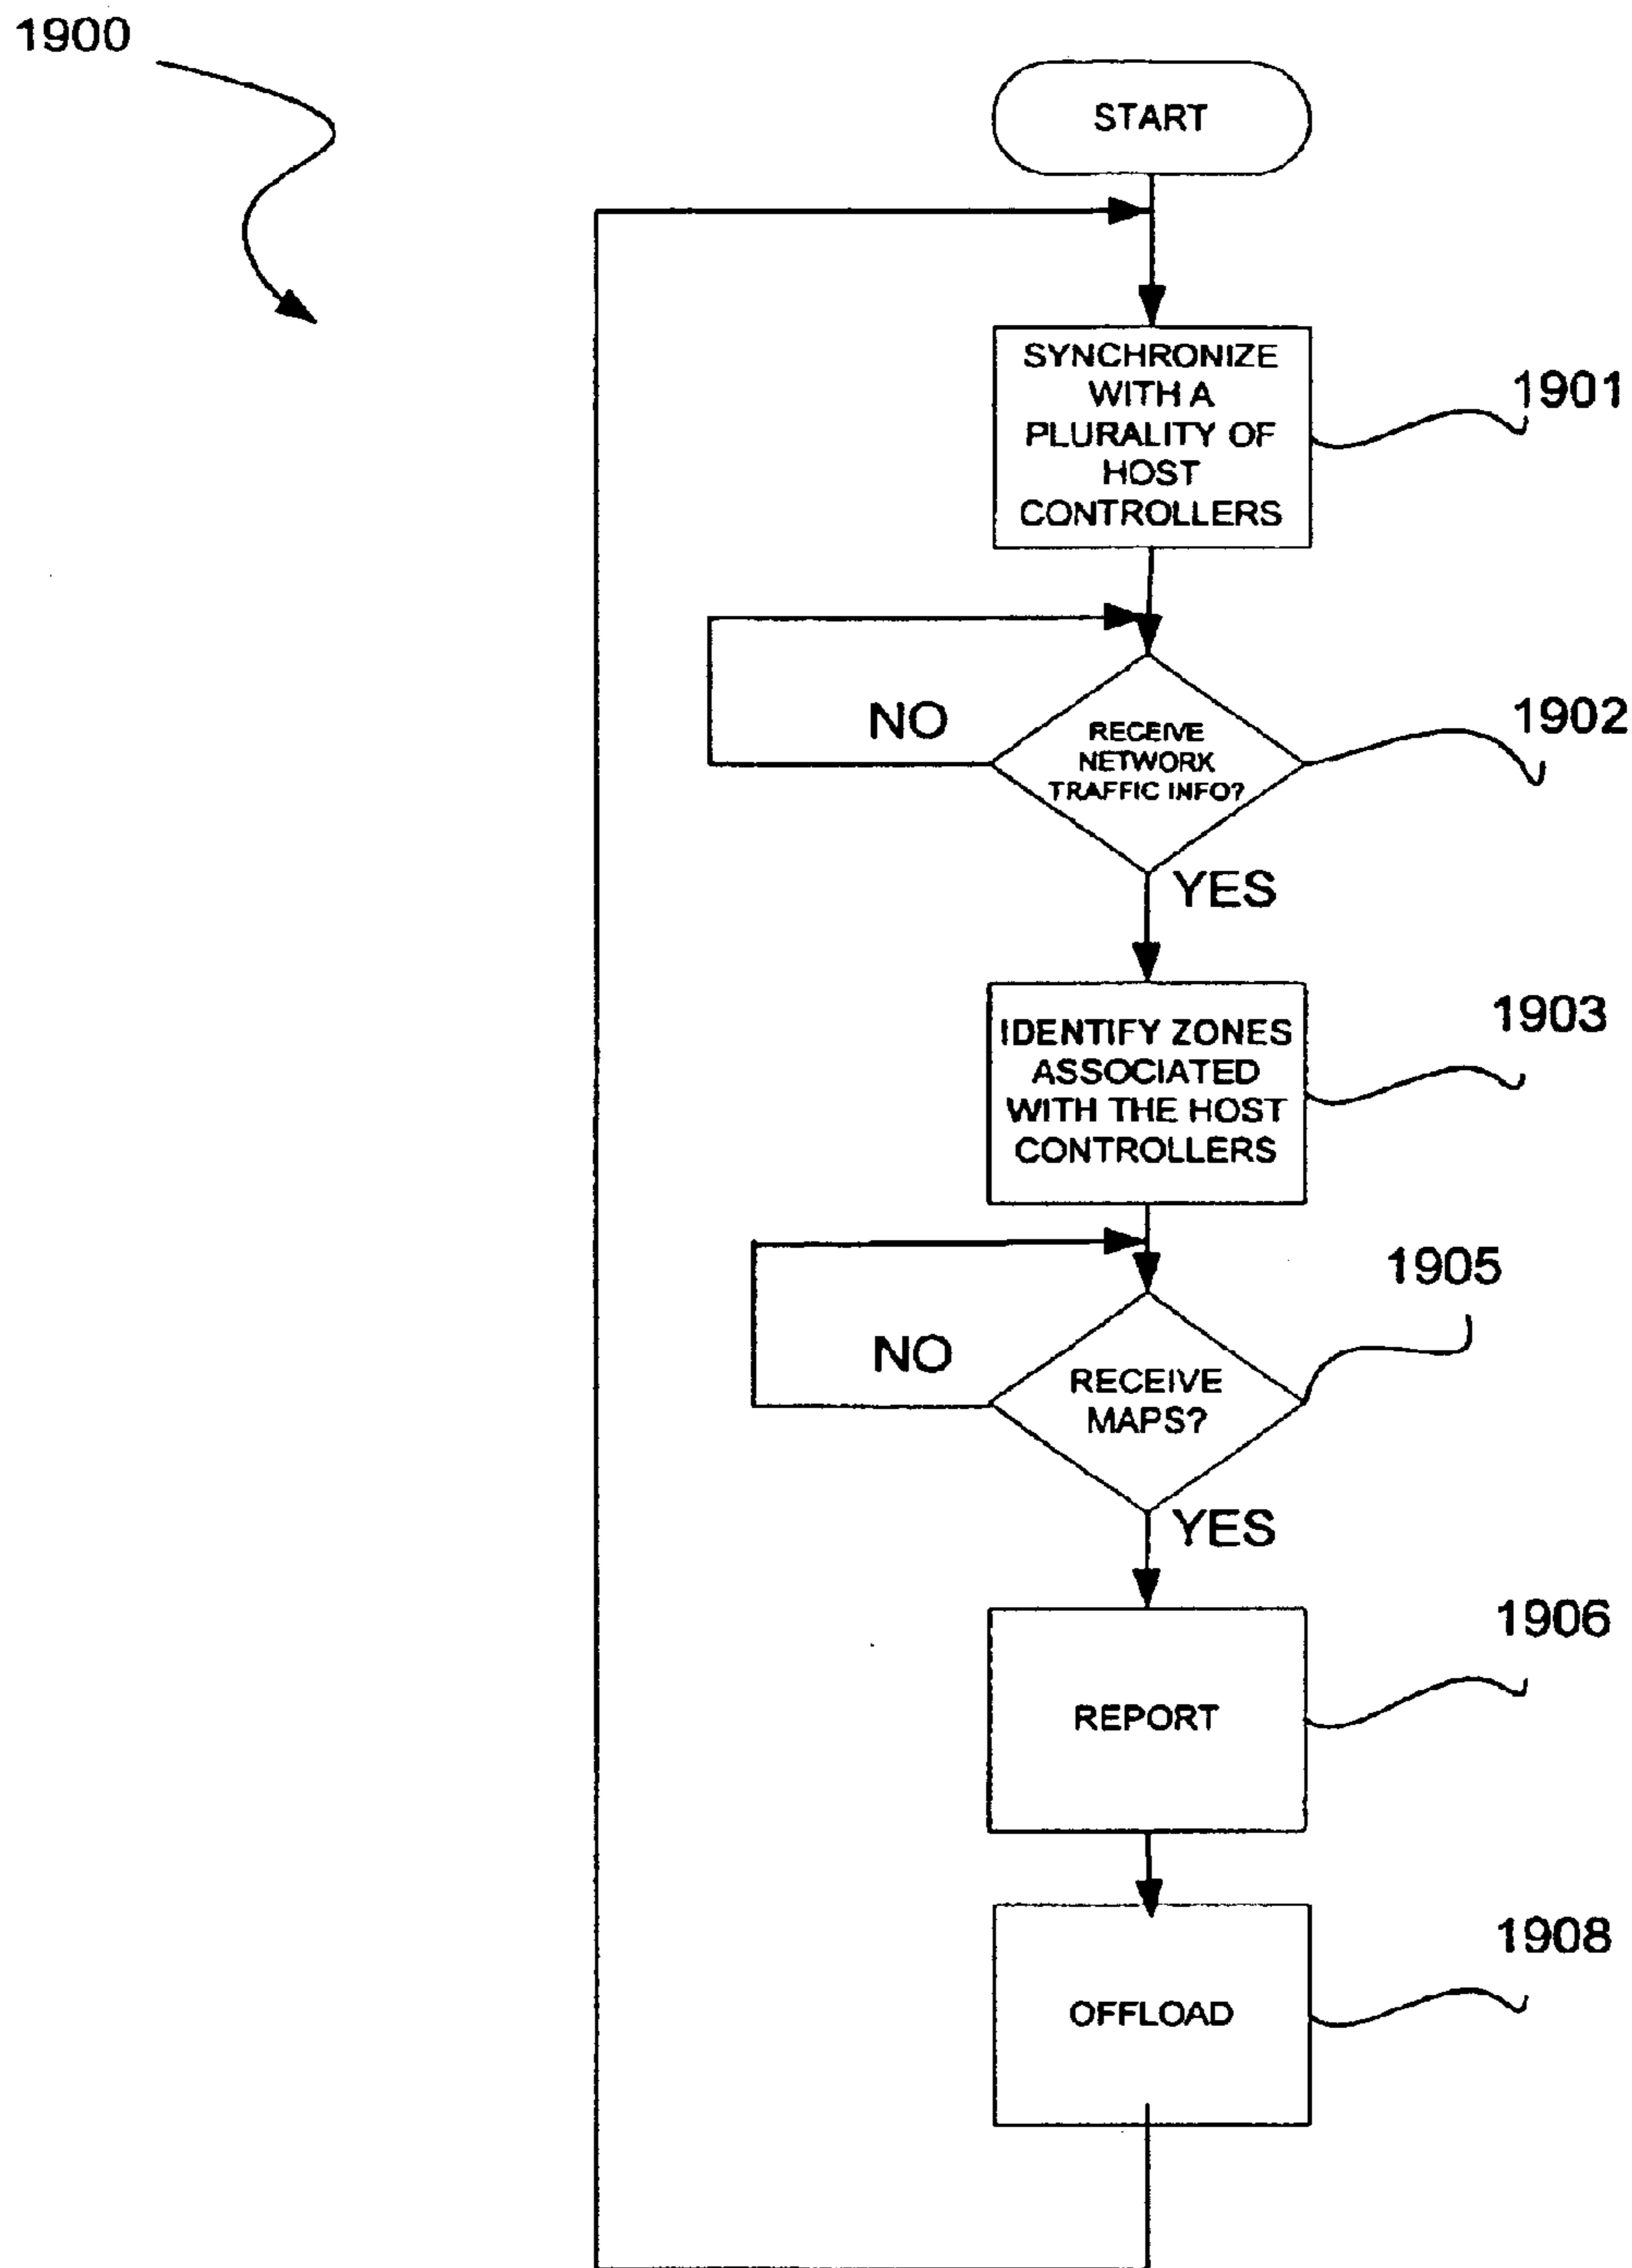 1900
START
SYNCHRONIZE
WITH A
PLURALITY OF
HOST
CONTROLLERS
1901
NO
RECEIVE
NETWORK
TRAFFIC INFO?
1902
YES
IDENTIFY ZONES
ASSOCIATED
WITH THE HOST
CONTROLLERS
1903
1905
NO
RECEIVE
MAPS?
YES
REPORT
1906
OFFLOAD
1908